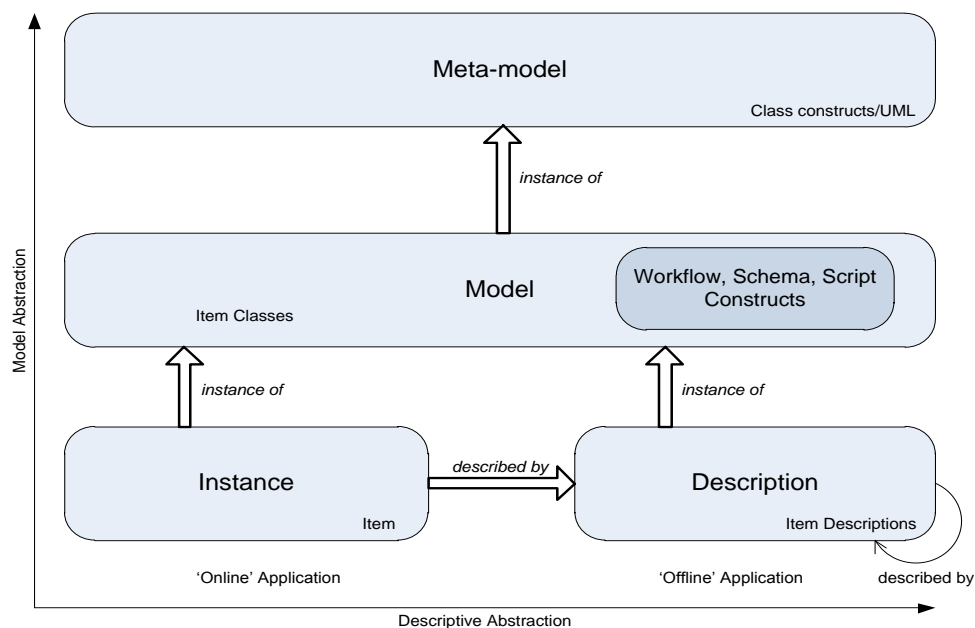 Meta-model
Class constructs/UML
instance of
Model Abstraction
Workflow, Schema, Script
Constructs
Model
Item Classes
instance of
instance of
Instance
Item
described by
Description
Item Descriptions
'Online' Application
'Offline' Application
described by
Descriptive Abstraction